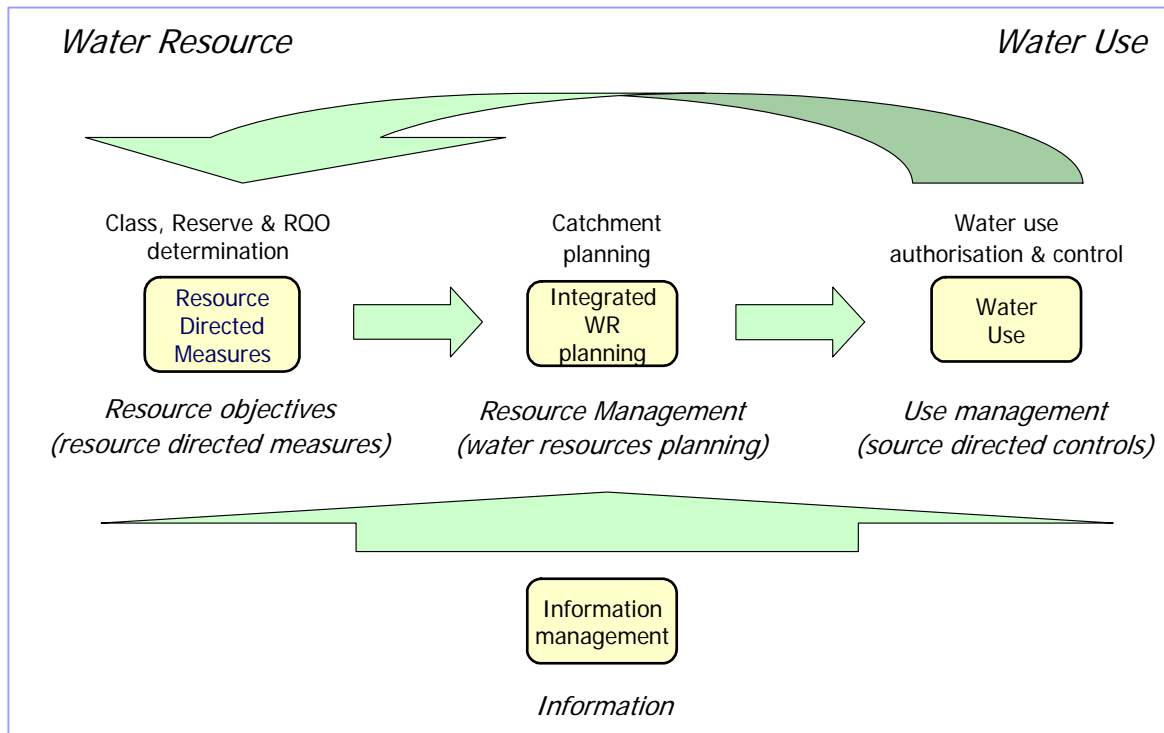 Water Resource
Water Use
Class, Reserve & RQO
determination
Catchment
planning
Water use
authorisation & control
Resource
Directed
Measures
Integrated
WR
planning
Water
Use
Resource objectives
(resource directed measures)
Resource Management
(water resources planning)
Use management
(source directed controls)
Information
management
Information